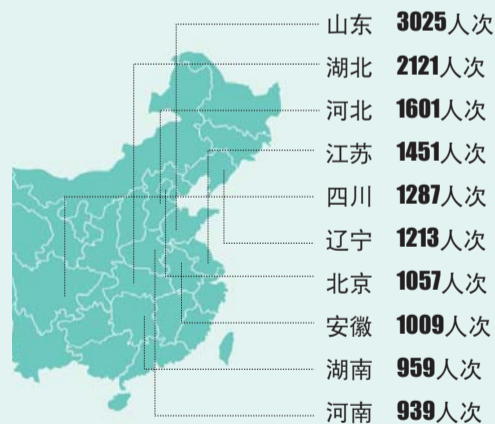 山东 3025人次
湖北 2121人次
河北 1601人次
江苏 1451人次
四川 1287人次
辽宁 1213人次
北京 1057人次
安徽 1009人次
湖南 959人次
河南 939人次